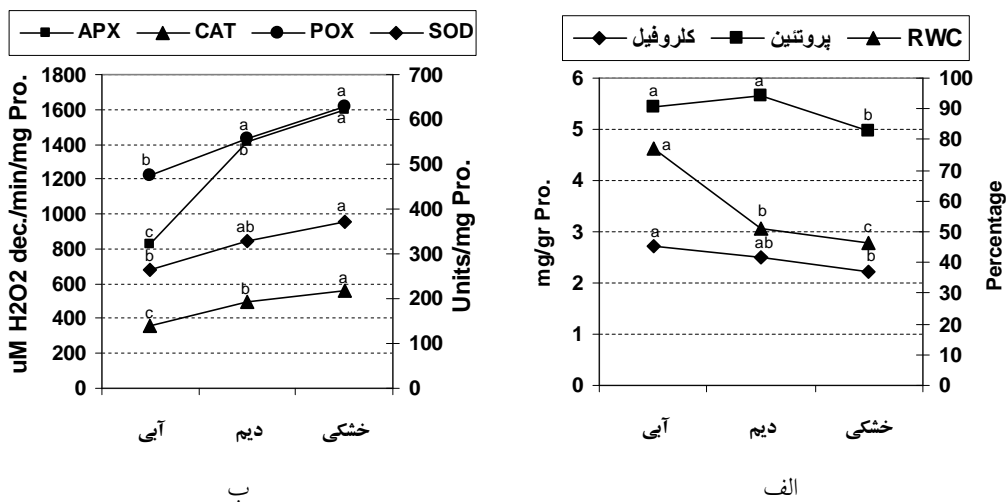 APX CAT POX SOD
uM H2O2 dec./min/mg Pro.
1800
1600
1400
1200
1000
800
600
400
200
0
700
600
500
400
300
200
100
0
Units/mg Pro.
a
a
a
b
b
c
b
ab
a
c
b
a
آبی دیم خشکی
ب
کلروفیل پروتئین RWC
mg/gr Pro.
6
5
4
3
2
1
0
100
90
80
70
60
50
40
30
20
10
0
Percentage
a
a
b
a
b
c
a
ab
b
آبی دیم خشکی
الف